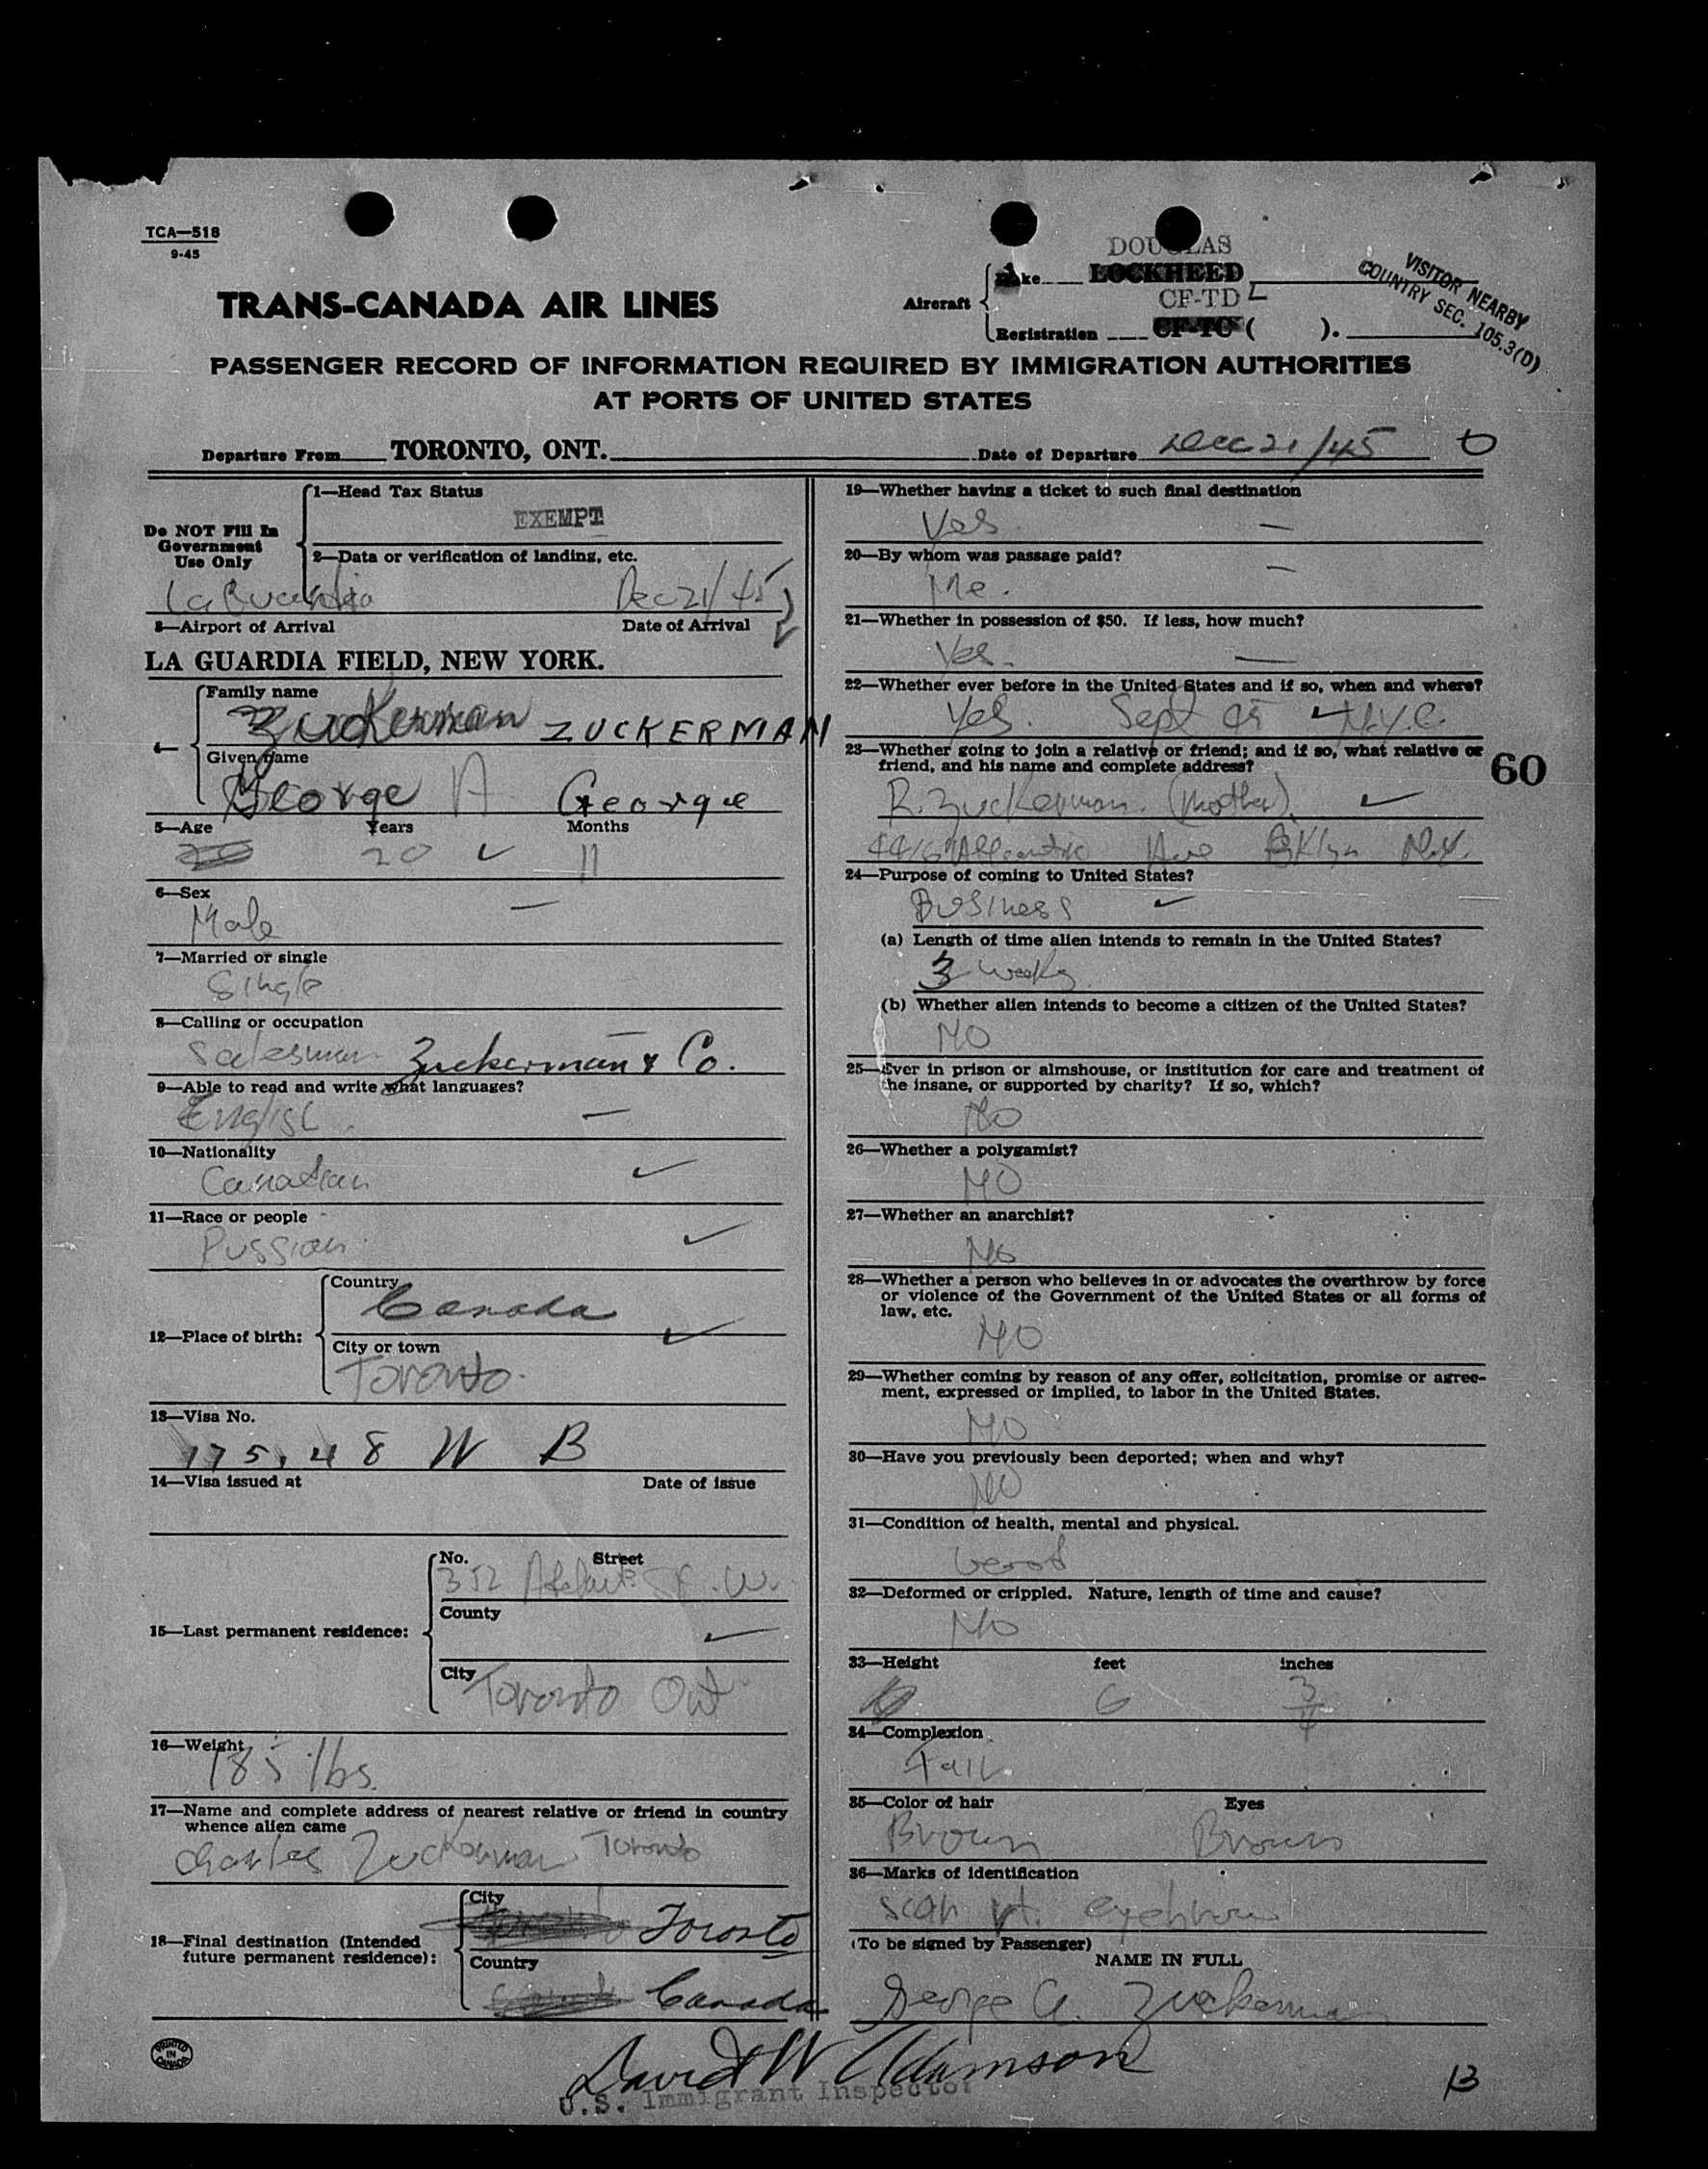 TCA—518
9-45
DOUGLAS
Make LOCKHEED
TRANS-CANADA AIR LINES
Aircraft
CF-TD L
Registration CF-TC ( ).
VISITOR NEARBY
COUNTRY SEC. 105.3(D)
PASSENGER RECORD OF INFORMATION REQUIRED BY IMMIGRATION AUTHORITIES
AT PORTS OF UNITED STATES
Departure From TORONTO, ONT. Date of Departure Dec 21/45
Do NOT Fill In
Government
Use Only
1—Head Tax Status
EXEMPT
2—Data or verification of landing, etc.
La Guardia Dec 21/45
3—Airport of Arrival Date of Arrival
LA GUARDIA FIELD, NEW YORK.
4—
Family name
Zuckerman ZUCKERMAN
Given name
George A George
5—Age Years Months
20 11
6—Sex
Male
7—Married or single
Single
8—Calling or occupation
Salesman Zuckerman & Co.
9—Able to read and write what languages?
English
10—Nationality
Canadian
11—Race or people
Russian
12—Place of birth:
Country
Canada
City or town
Toronto
13—Visa No.
175.48 W B
14—Visa issued at Date of issue
15—Last permanent residence:
No. Street
352 St. W.
County
City
Toronto Ont
16—Weight
185 lbs.
17—Name and complete address of nearest relative or friend in country
whence alien came
Charles Zuckerman Toronto
18—Final destination (Intended
future permanent residence):
City
Toronto
Country
Canada
PRINTED
IN
CANADA
19—Whether having a ticket to such final destination
Yes
20—By whom was passage paid?
Me.
21—Whether in possession of $50. If less, how much?
Yes.
22—Whether ever before in the United States and if so, when and where?
Yes. Sept 45 N.Y.C.
23—Whether going to join a relative or friend; and if so, what relative or
friend, and his name and complete address?
60
R. Zuckerman. (Mother)
Atlantic Ave Bklyn N.Y.
24—Purpose of coming to United States?
Business
(a) Length of time alien intends to remain in the United States?
3 weeks
(b) Whether alien intends to become a citizen of the United States?
NO
25—Ever in prison or almshouse, or institution for care and treatment of
the insane, or supported by charity? If so, which?
No
26—Whether a polygamist?
NO
27—Whether an anarchist?
No
28—Whether a person who believes in or advocates the overthrow by force
or violence of the Government of the United States or all forms of
law, etc.
NO
29—Whether coming by reason of any offer, solicitation, promise or agree-
ment, expressed or implied, to labor in the United States.
NO
30—Have you previously been deported; when and why?
NO
31—Condition of health, mental and physical.
Good
32—Deformed or crippled. Nature, length of time and cause?
No
33—Height feet inches
6 3/4
34—Complexion
Fair
35—Color of hair Eyes
Brown Brown
36—Marks of identification
scar rt. eyebrow
(To be signed by Passenger)
NAME IN FULL
George A. Zuckerman
David W Adamson
U.S. Immigrant Inspector
13